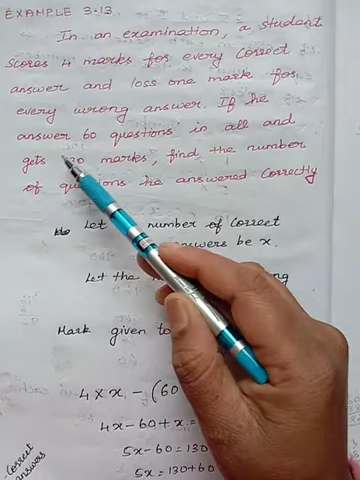 EXAMPLE 3.13
In an examination, a student
scores 4 marks for every correct
answer and loss one mark for
every wrong answer. If he
answer 60 questions in all and
gets 130 marks, find the number
of questions he answered correctly
Let number of correct
answers be x.
Let the
Mark given to
4 X x - (60
4x-60+x =
5x-60 = 130
5x = 130+60
Correct
answers